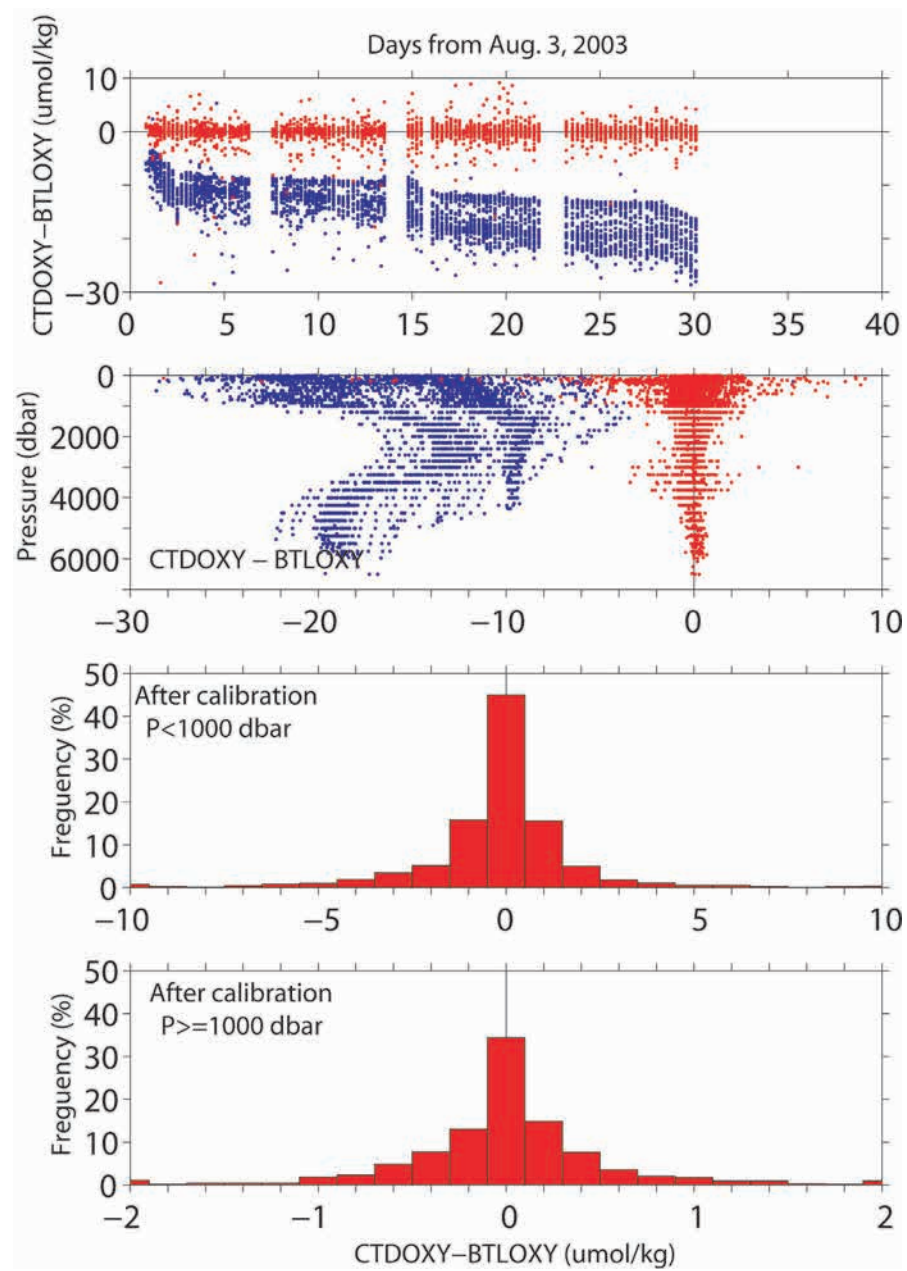 Days from Aug. 3, 2003
CTDOXY−BTLOXY (umol/kg)
10
0
−30
0 5 10 15 20 25 30 35 40
Pressure (dbar)
0
2000
4000
6000
CTDOXY − BTLOXY
−30 −20 −10 0 10
Freguency (%)
50
40
30
20
10
0
After calibration
P<1000 dbar
−10 −5 0 5 10
Freguency (%)
50
40
30
20
10
0
After calibration
P>=1000 dbar
−2 −1 0 1 2
CTDOXY−BTLOXY (umol/kg)